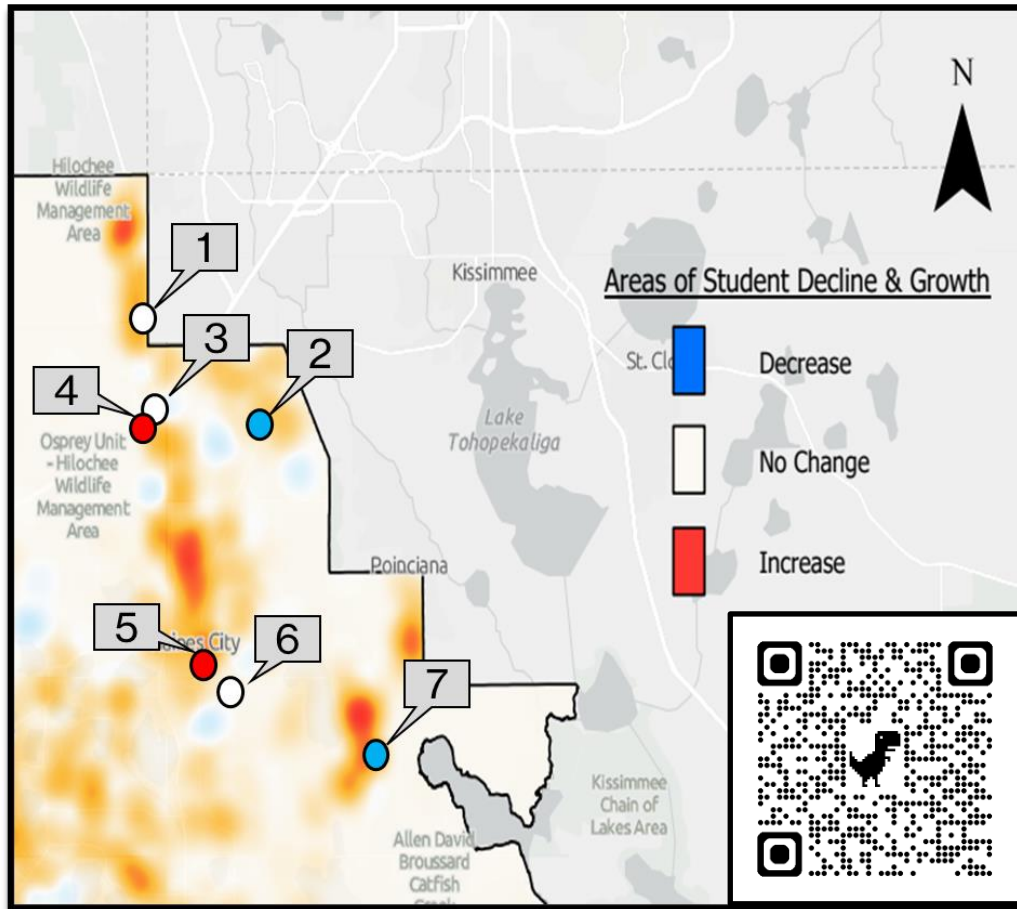 N
Hilochee
Wildlife
Management
Area
1
Kissimmee
Areas of Student Decline & Growth
3
2
4
Decrease
Lake
Tohopekaliga
Osprey Unit
- Hilochee
Wildlife
Management
Area
No Change
Poinciana
Increase
5
City
6
7
Kissimmee
Chain of
Lakes Area
Allen David
Broussard
Catfish